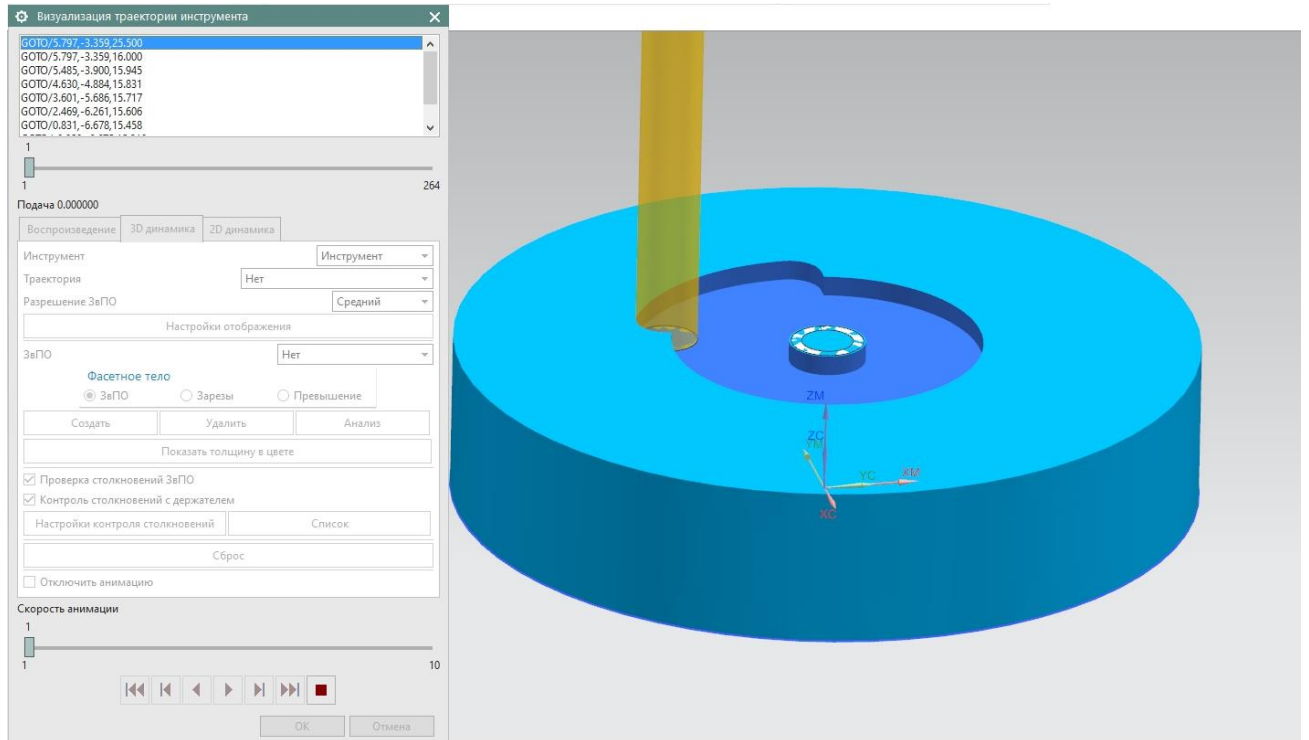 Визуализация траектории инструмента
GOTO/5.797,-3.359,25.500
GOTO/5.797,-3.359,16.000
GOTO/5.485,-3.900,15.945
GOTO/4.630,-4.884,15.831
GOTO/3.601,-5.686,15.717
GOTO/2.469,-6.261,15.606
GOTO/0.831,-6.678,15.458
1
1 264
Подача 0.000000
Воспроизведение 3D динамика 2D динамика
Инструмент Инструмент
Траектория Нет
Разрешение ЗвПО Средний
Настройки отображения
ЗвПО Нет
Фасетное тело
ЗвПО Зарезы Превышение
Создать Удалить Анализ
Показать толщину в цвете
Проверка столкновений ЗвПО
Контроль столкновений с держателем
Настройки контроля столкновений Список
Сброс
Отключить анимацию
Скорость анимации
1
1 10
OK Отмена
ZM
ZC
YM
YC XM
XC